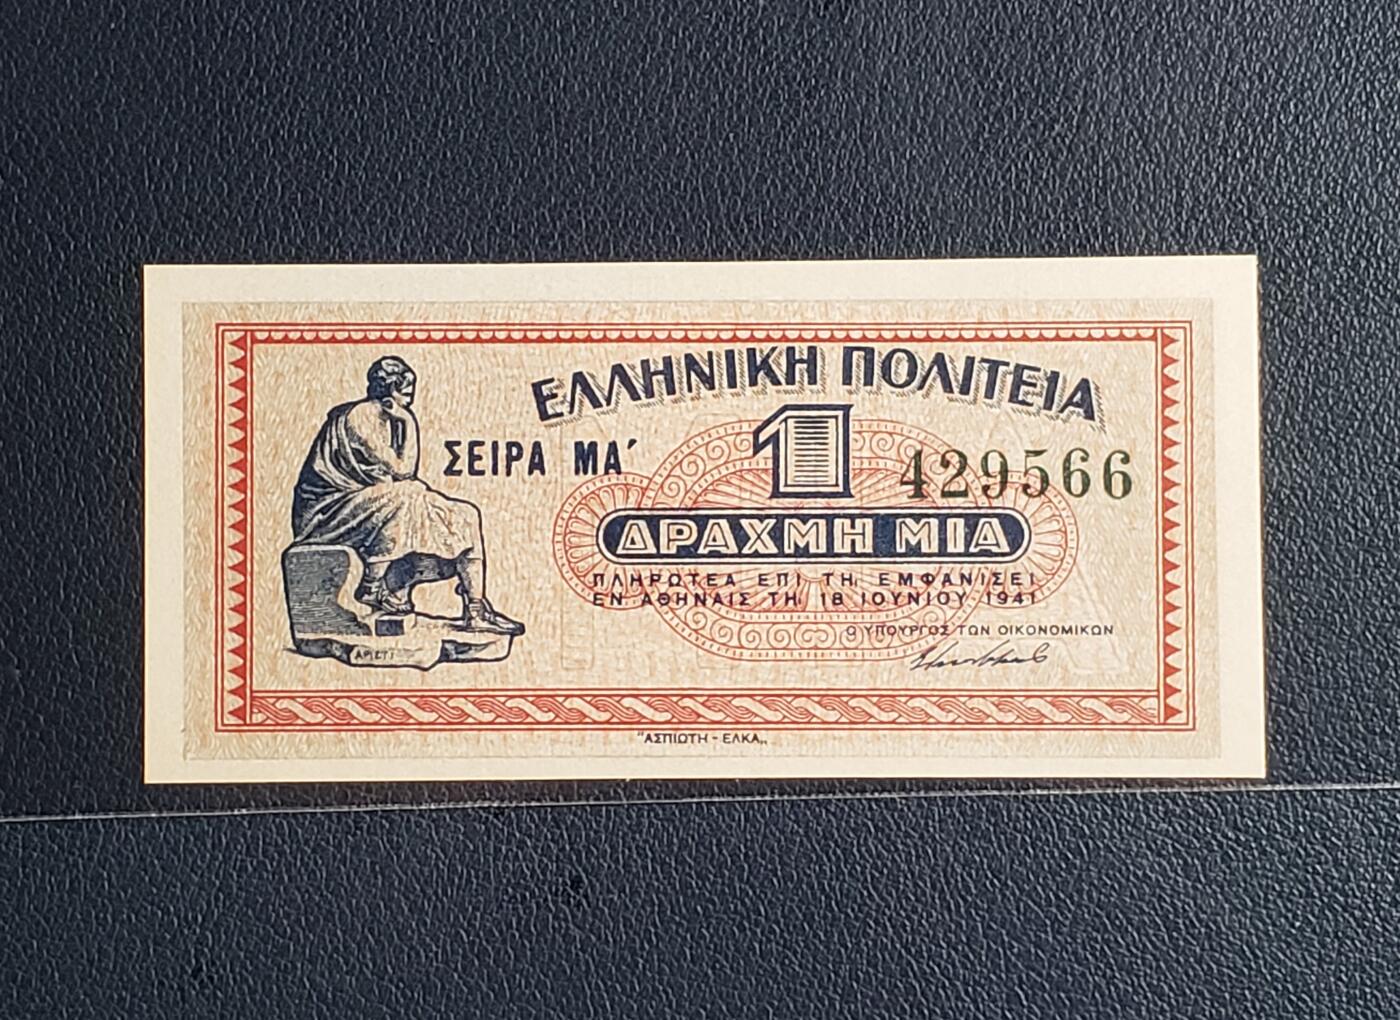 ΕΛΛΗΝΙΚΗ ΠΟΛΙΤΕΙΑ
ΣΕΙΡΑ ΜΑ΄
1
429566
ΔΡΑΧΜΗ ΜΙΑ
ΠΛΗΡΩΤΕΑ ΕΠΙ ΤΗ, ΕΜΦΑΝΙΣΕΙ
ΕΝ ΑΘΗΝΑΙΣ ΤΗ, 18 ΙΟΥΝΙΟΥ 1941
Ο ΥΠΟΥΡΓΟΣ ΤΩΝ ΟΙΚΟΝΟΜΙΚΩΝ
ΑΡΙΣΤ
"ΑΣΠΙΩΤΗ - ΕΛΚΑ„